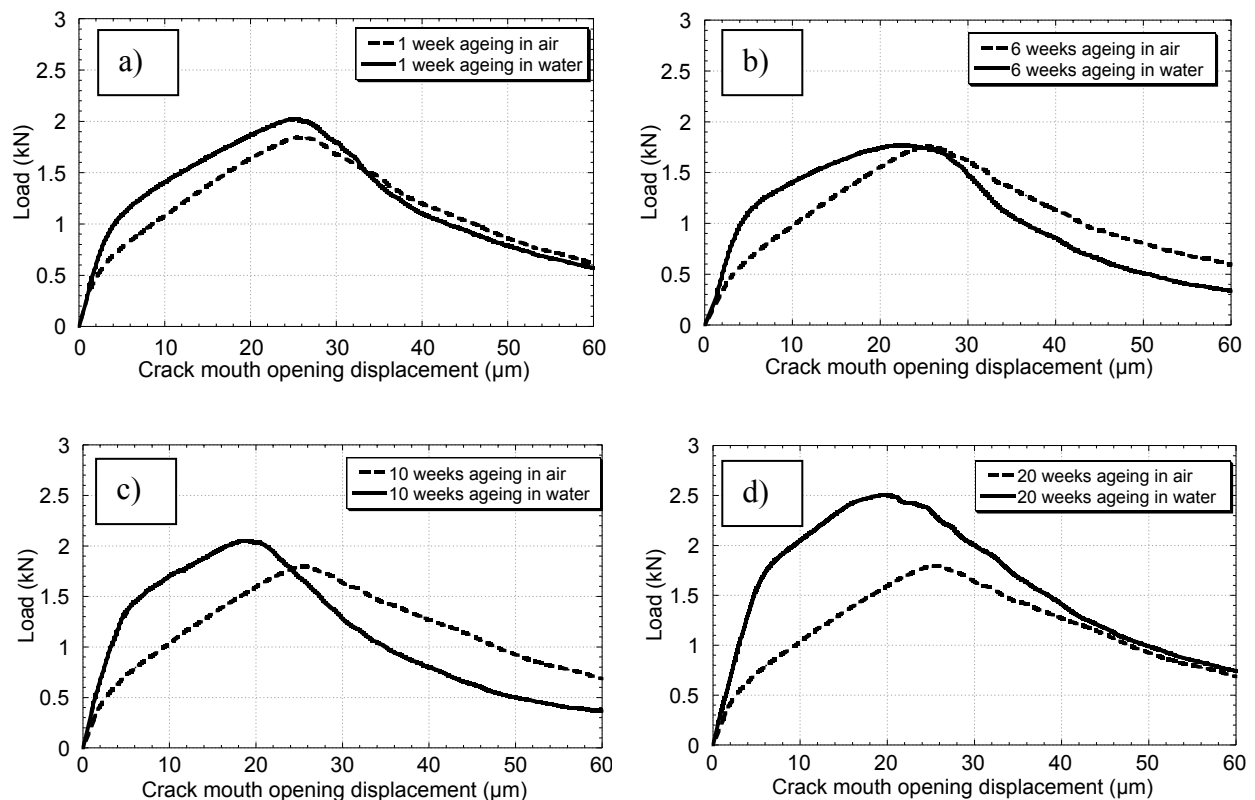 a)
1 week ageing in air
1 week ageing in water
Load (kN)
3
2.5
2
1.5
1
0.5
0
0 10 20 30 40 50 60
Crack mouth opening displacement (µm)
b)
6 weeks ageing in air
6 weeks ageing in water
Load (kN)
3
2.5
2
1.5
1
0.5
0
0 10 20 30 40 50 60
Crack mouth opening displacement (µm)
c)
10 weeks ageing in air
10 weeks ageing in water
Load (kN)
3
2.5
2
1.5
1
0.5
0
0 10 20 30 40 50 60
Crack mouth opening displacement (µm)
d)
20 weeks ageing in air
20 weeks ageing in water
Load (kN)
3
2.5
2
1.5
1
0.5
0
0 10 20 30 40 50 60
Crack mouth opening displacement (µm)